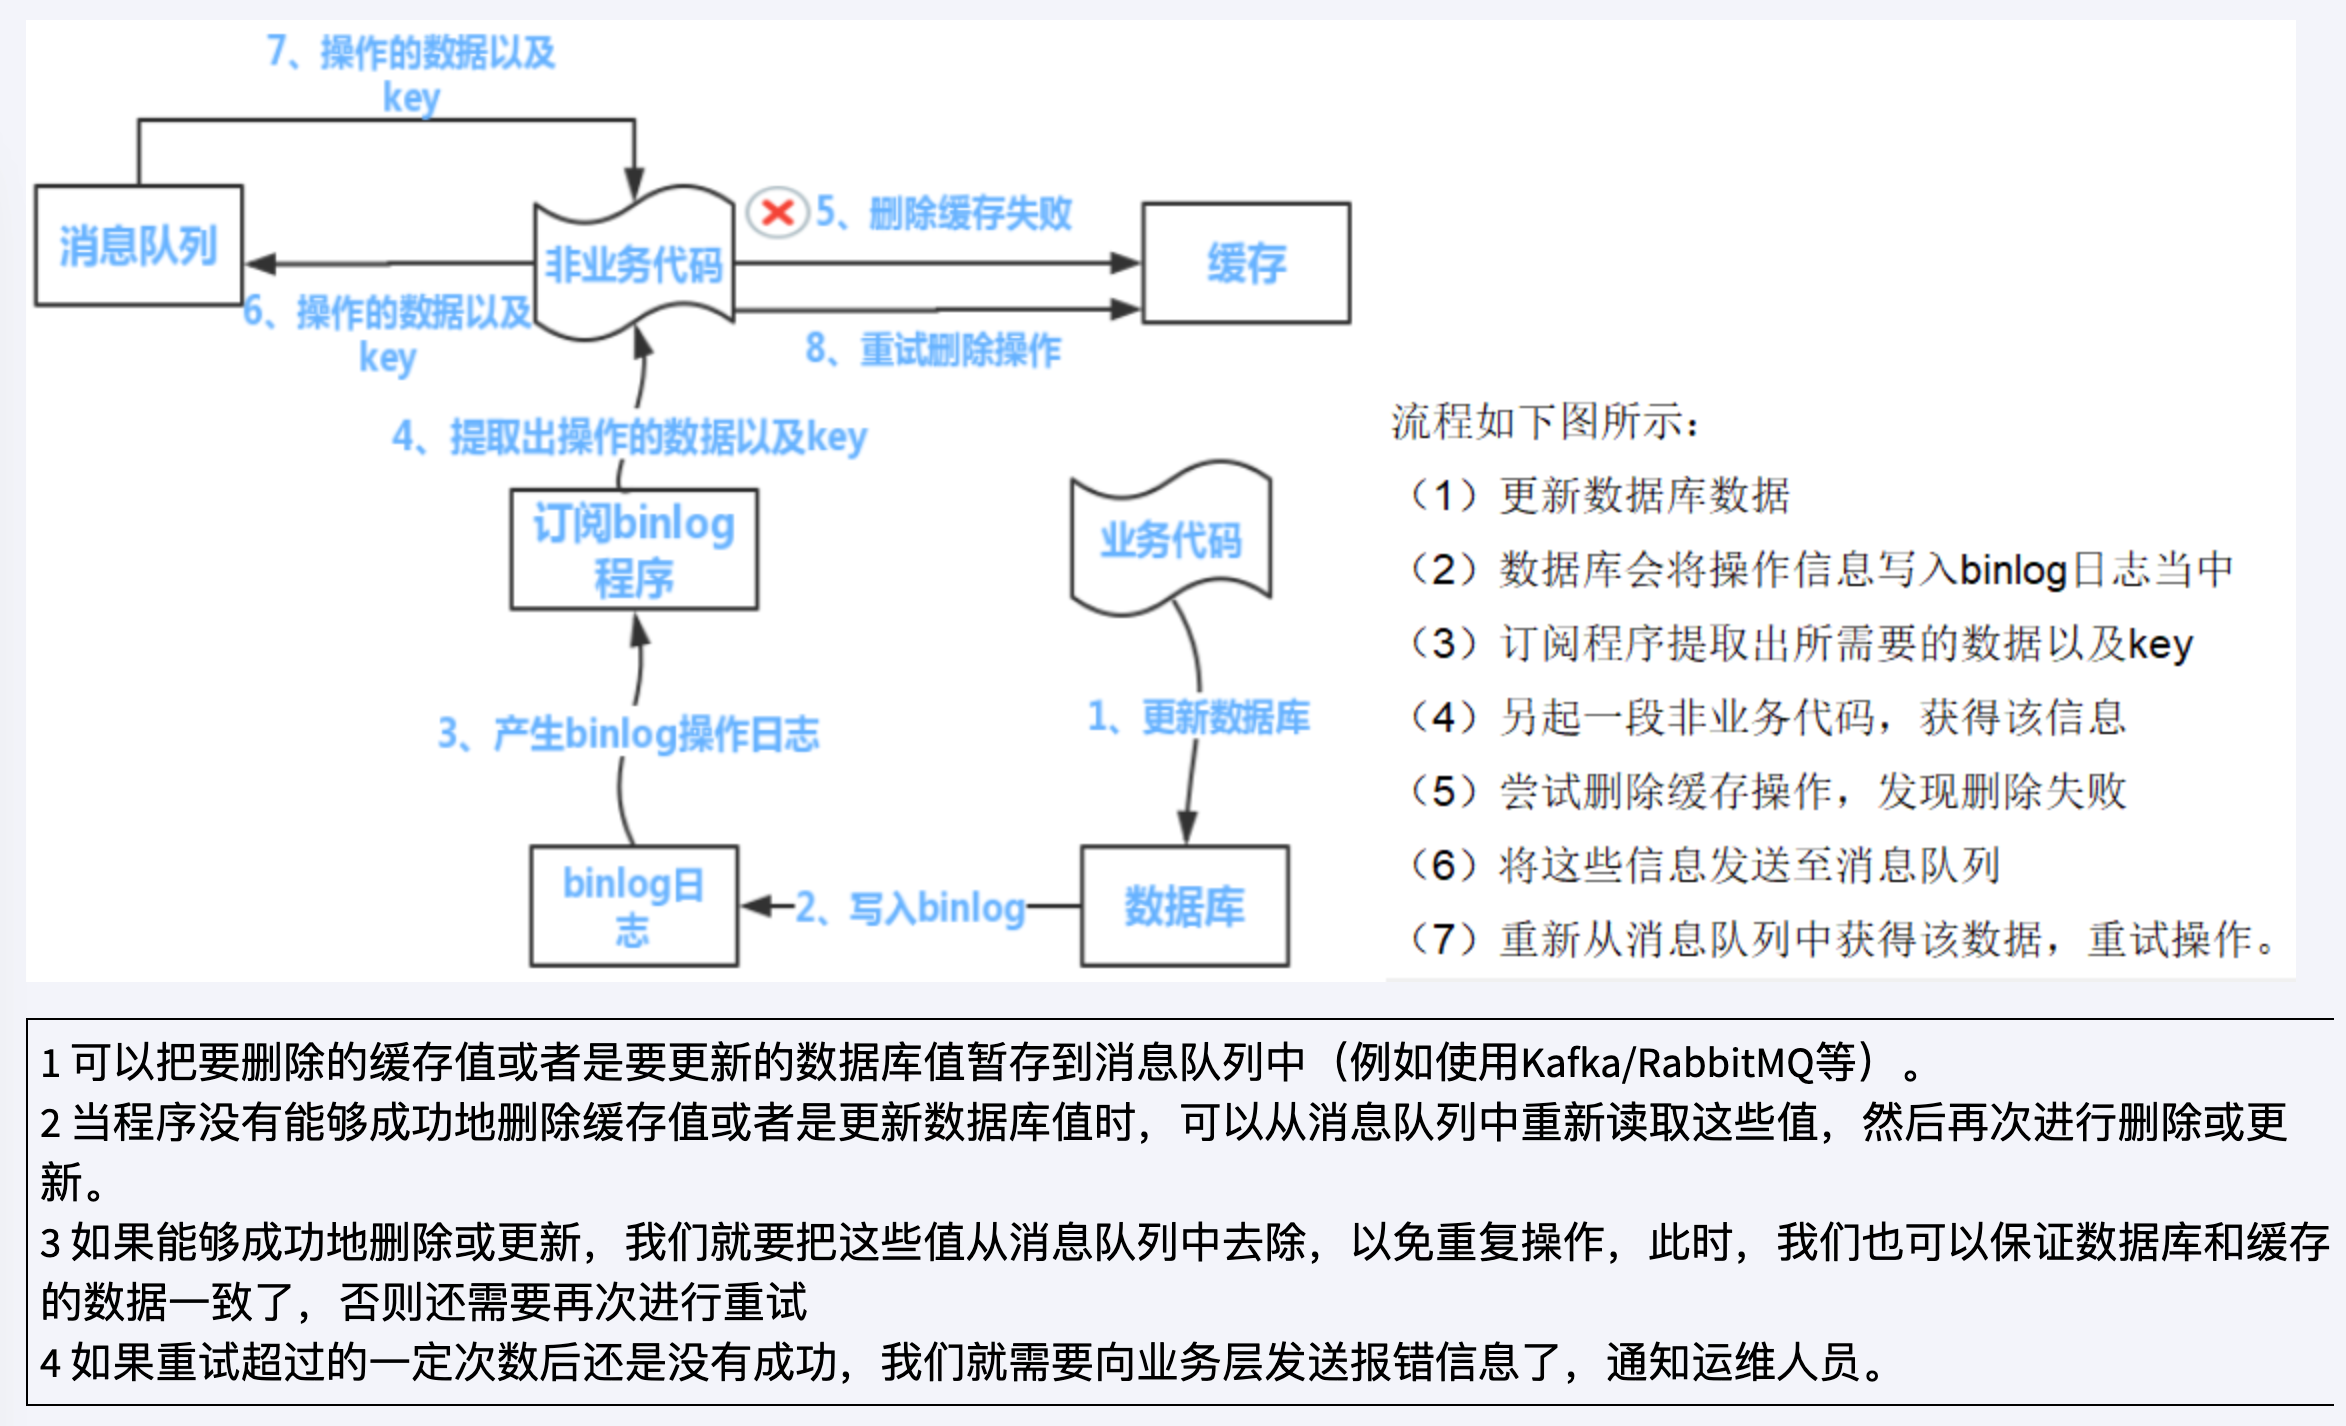 7、操作的数据以及
key
消息队列
非业务代码
5、删除缓存失败
缓存
6、操作的数据以及
key
8、重试删除操作
4、提取出操作的数据以及key
订阅binlog
程序
业务代码
3、产生binlog操作日志
1、更新数据库
binlog日
志
2、写入binlog
数据库
流程如下图所示：
（1）更新数据库数据
（2）数据库会将操作信息写入binlog日志当中
（3）订阅程序提取出所需要的数据以及key
（4）另起一段非业务代码，获得该信息
（5）尝试删除缓存操作，发现删除失败
（6）将这些信息发送至消息队列
（7）重新从消息队列中获得该数据，重试操作。
1 可以把要删除的缓存值或者是要更新的数据库值暂存到消息队列中（例如使用Kafka/RabbitMQ等）。
2 当程序没有能够成功地删除缓存值或者是更新数据库值时，可以从消息队列中重新读取这些值，然后再次进行删除或更
新。
3 如果能够成功地删除或更新，我们就要把这些值从消息队列中去除，以免重复操作，此时，我们也可以保证数据库和缓存
的数据一致了，否则还需要再次进行重试
4 如果重试超过的一定次数后还是没有成功，我们就需要向业务层发送报错信息了，通知运维人员。